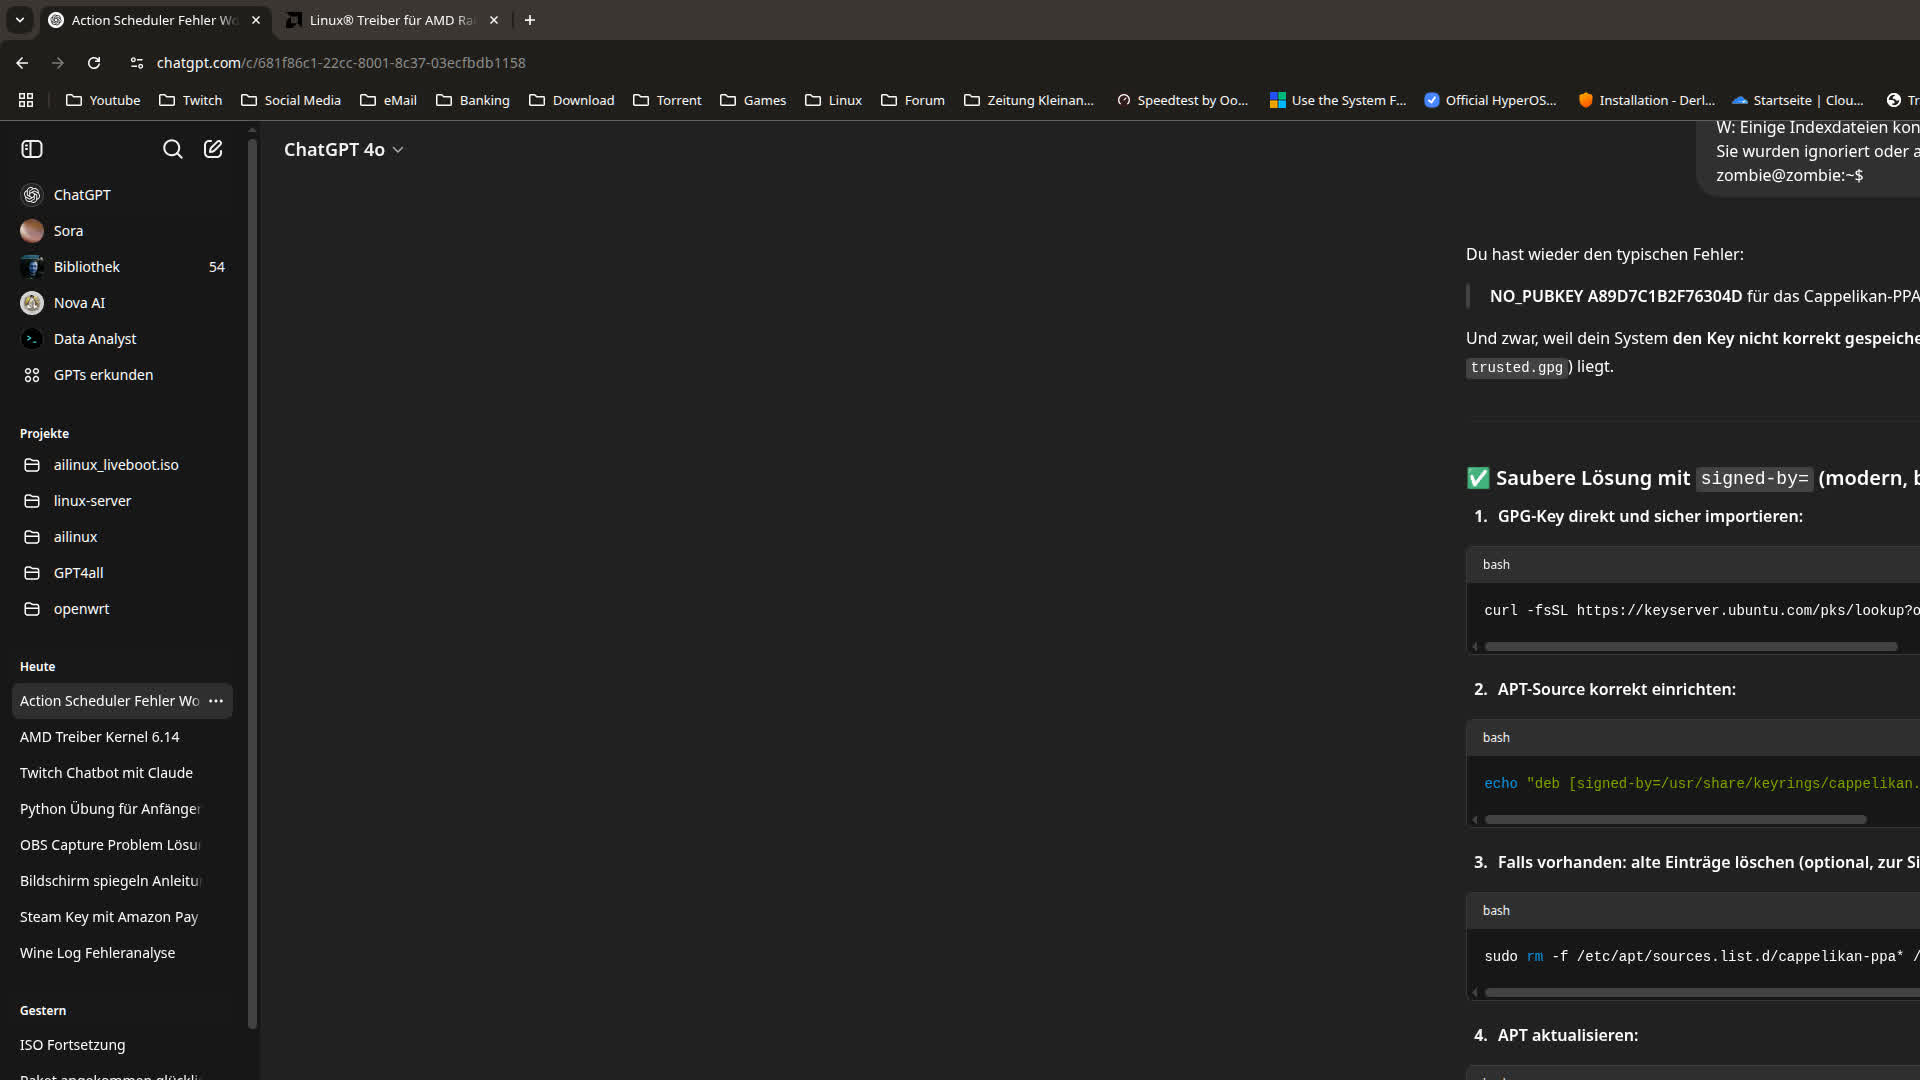 Action Scheduler Fehler Wo
Linux® Treiber für AMD Ra
chatgpt.com/c/681f86c1-22cc-8001-8c37-03ecfbdb1158
Youtube
Twitch
Social Media
eMail
Banking
Download
Torrent
Games
Linux
Forum
Zeitung Kleinan...
Speedtest by Oo...
Use the System F...
Official HyperOS...
Installation - Derl...
Startseite | Clou...
Tr
ChatGPT 4o
ChatGPT
Sora
Bibliothek 54
Nova AI
Data Analyst
GPTs erkunden
Projekte
ailinux_liveboot.iso
linux-server
ailinux
GPT4all
openwrt
Heute
Action Scheduler Fehler Wo
AMD Treiber Kernel 6.14
Twitch Chatbot mit Claude
Python Übung für Anfänger
OBS Capture Problem Lösu
Bildschirm spiegeln Anleitu
Steam Key mit Amazon Pay
Wine Log Fehleranalyse
Gestern
ISO Fortsetzung
Paket angekommen glückli
W: Einige Indexdateien kon
Sie wurden ignoriert oder a
zombie@zombie:~$
Du hast wieder den typischen Fehler:
NO_PUBKEY A89D7C1B2F76304D für das Cappelikan-PPA
Und zwar, weil dein System den Key nicht korrekt gespeiche
trusted.gpg) liegt.
✅ Saubere Lösung mit signed-by= (modern, b
1. GPG-Key direkt und sicher importieren:
bash
curl -fsSL https://keyserver.ubuntu.com/pks/lookup?o
2. APT-Source korrekt einrichten:
bash
echo "deb [signed-by=/usr/share/keyrings/cappelikan.
3. Falls vorhanden: alte Einträge löschen (optional, zur Si
bash
sudo rm -f /etc/apt/sources.list.d/cappelikan-ppa* /
4. APT aktualisieren: